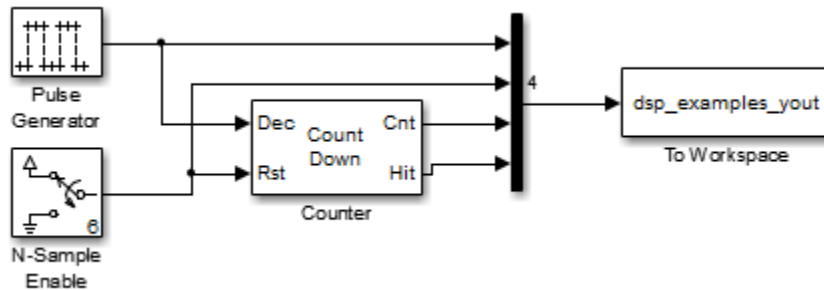 Pulse
Generator
6
N-Sample
Enable
Dec
Rst
Count
Down
Cnt
Hit
Counter
4
dsp_examples_yout
To Workspace